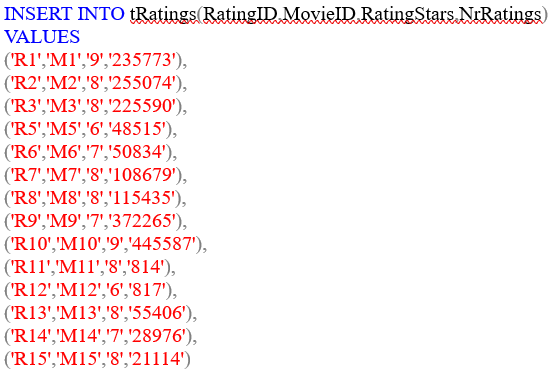 INSERT INTO tRatings(RatingID,MovieID,RatingStars,NrRatings)
VALUES
('R1','M1','9','235773'),
('R2','M2','8','255074'),
('R3','M3','8','225590'),
('R5','M5','6','48515'),
('R6','M6','7','50834'),
('R7','M7','8','108679'),
('R8','M8','8','115435'),
('R9','M9','7','372265'),
('R10','M10','9','445587'),
('R11','M11','8','814'),
('R12','M12','6','817'),
('R13','M13','8','55406'),
('R14','M14','7','28976'),
('R15','M15','8','21114')